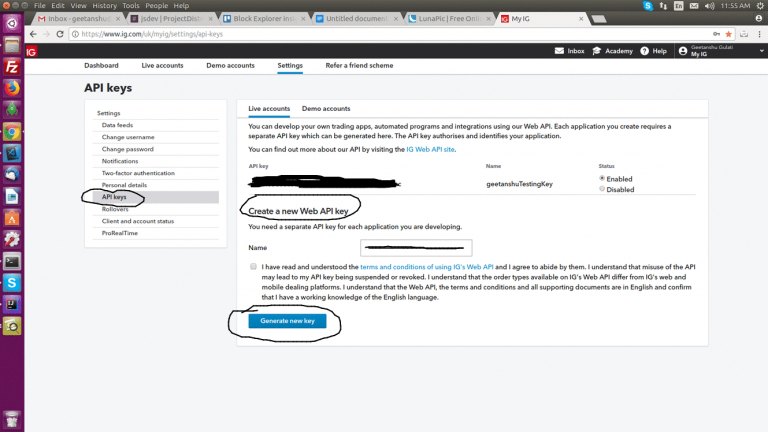 File Edit View History Bookmarks Tools People Help
En 11:55 AM
Inbox - geetanshuc
jsdev | ProjectDistr
Block Explorer Insi
Untitled document
LunaPic | Free Onli
My IG
https://www.ig.com/uk/myig/settings/api-keys
IG Inbox Academy Help Geetanshu Gulati
My IG
Dashboard Live accounts Demo accounts Settings Refer a friend scheme
API keys
Settings
Data feeds
Change username
Change password
Notifications
Two-factor authentication
Personal details
API keys
Rollovers
Client and account status
ProRealTime
Live accounts Demo accounts
You can develop your own trading apps, automated programs and integrations using our Web API. Each application you create requires a
separate API key which can be generated here. The API key authorises and identifies your application.
You can find out more about our API by visiting the IG Web API site.
API key Name Status
geetanshuTestingKey Enabled
Disabled
Create a new Web API key
You need a separate API key for each application you are developing.
Name
I have read and understood the terms and conditions of using IG's Web API and I agree to abide by them. I understand that misuse of the API
may lead to my API key being suspended or revoked. I understand that the order types available on IG's Web API differ from IG's web and
mobile dealing platforms. I understand that the Web API, the terms and conditions and all supporting documents are in English and confirm
that I have a working knowledge of the English language.
Generate new key